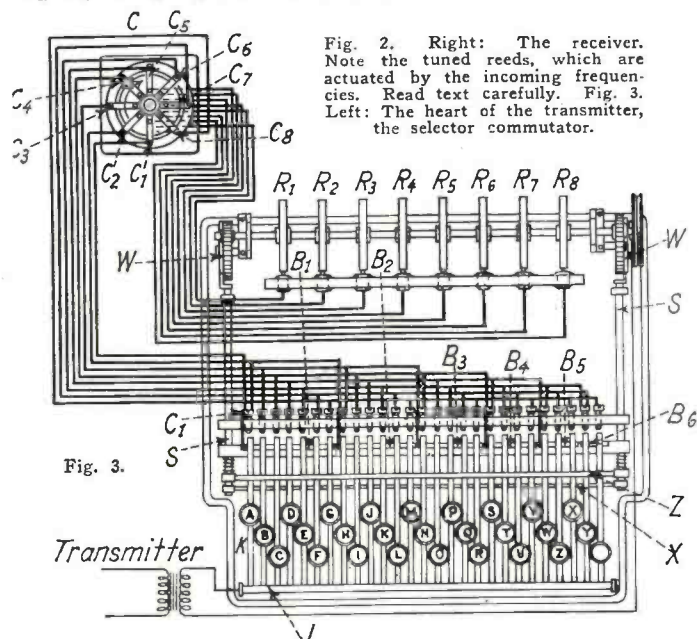 C
C5
C6
C7
C4
C3
C2
C1
C8
Fig. 2. Right: The receiver.
Note the tuned reeds, which are
actuated by the incoming frequen-
cies. Read text carefully. Fig. 3.
Left: The heart of the transmitter,
the selector commutator.
R1 R2 R3 R4 R5 R6 R7 R8
W
W
B1
B2
S
B3
B4
B5
C1
B6
S
Fig. 3.
Z
A D G J M P S V X
K B E H K N Q T W Y
C F I L O R U Z
X
Transmitter